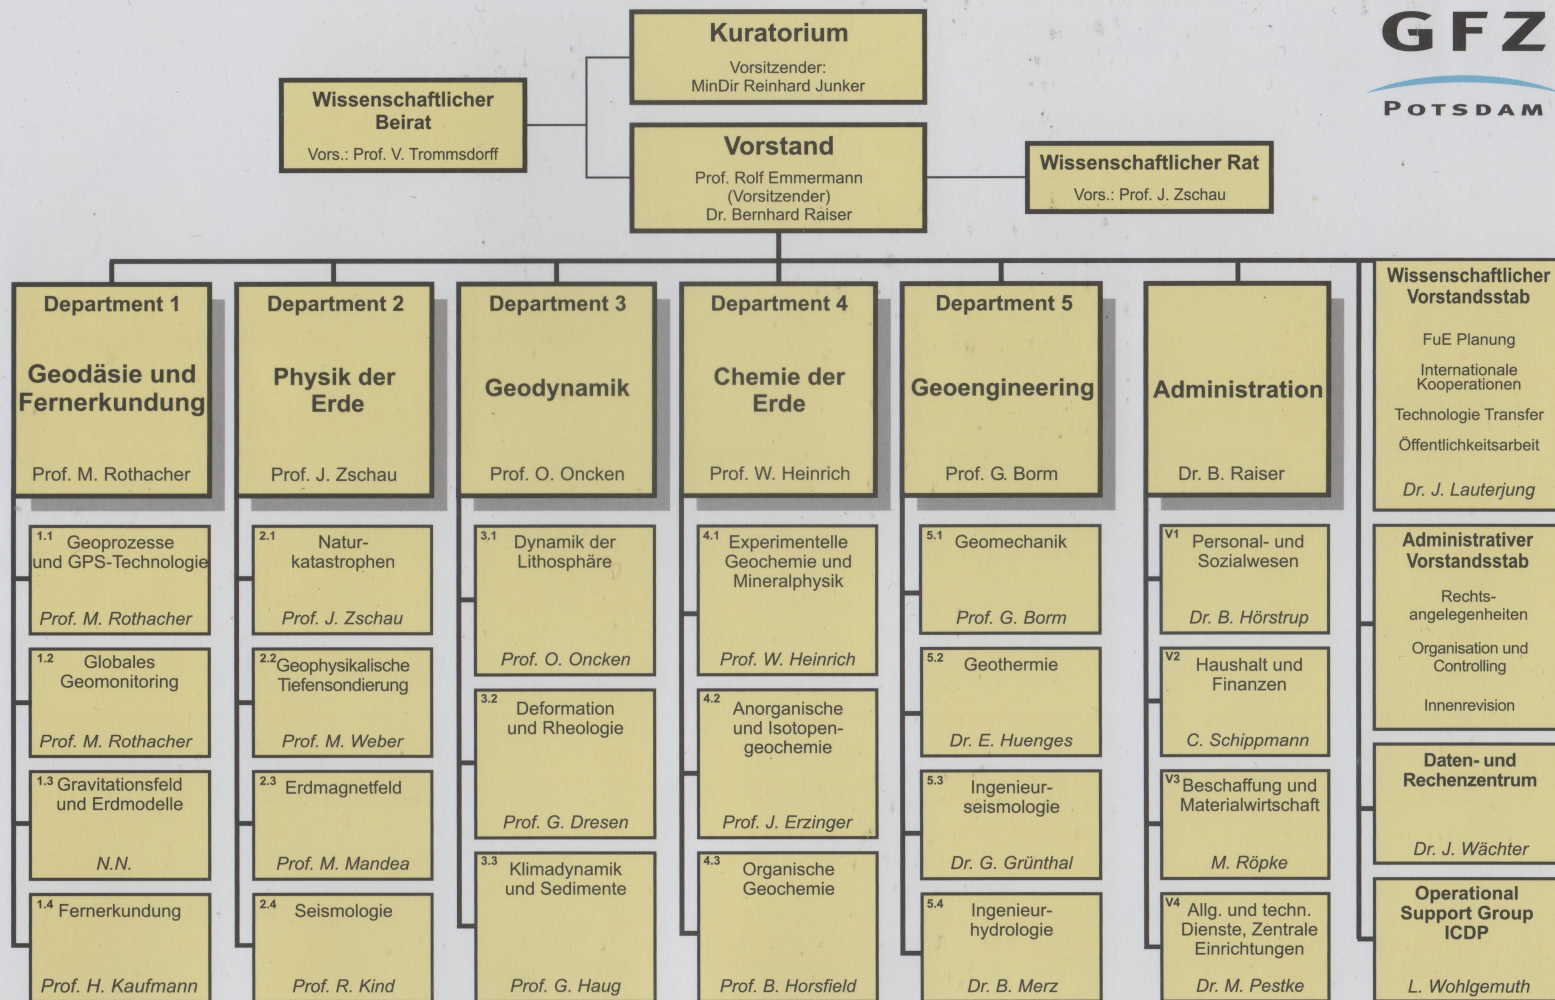 GFZ
POTSDAM
Kuratorium
Vorsitzender:
MinDir Reinhard Junker
Wissenschaftlicher
Beirat
Vors.: Prof. V. Trommsdorff
Vorstand
Prof. Rolf Emmermann
(Vorsitzender)
Dr. Bernhard Raiser
Wissenschaftlicher Rat
Vors.: Prof. J. Zschau
Department 1
Geodäsie und
Fernerkundung
Prof. M. Rothacher
1.1 Geoprozesse
und GPS-Technologie
Prof. M. Rothacher
1.2 Globales
Geomonitoring
Prof. M. Rothacher
1.3 Gravitationsfeld
und Erdmodelle
N.N.
1.4 Fernerkundung
Prof. H. Kaufmann
Department 2
Physik der
Erde
Prof. J. Zschau
2.1 Natur-
katastrophen
Prof. J. Zschau
2.2 Geophysikalische
Tiefensondierung
Prof. M. Weber
2.3 Erdmagnetfeld
Prof. M. Mandea
2.4 Seismologie
Prof. R. Kind
Department 3
Geodynamik
Prof. O. Oncken
3.1 Dynamik der
Lithosphäre
Prof. O. Oncken
3.2 Deformation
und Rheologie
Prof. G. Dresen
3.3 Klimadynamik
und Sedimente
Prof. G. Haug
Department 4
Chemie der
Erde
Prof. W. Heinrich
4.1 Experimentelle
Geochemie und
Mineralphysik
Prof. W. Heinrich
4.2 Anorganische
und Isotopen-
geochemie
Prof. J. Erzinger
4.3 Organische
Geochemie
Prof. B. Horsfield
Department 5
Geoengineering
Prof. G. Borm
5.1 Geomechanik
Prof. G. Borm
5.2 Geothermie
Dr. E. Huenges
5.3 Ingenieur-
seismologie
Dr. G. Grünthal
5.4 Ingenieur-
hydrologie
Dr. B. Merz
Administration
Dr. B. Raiser
V1 Personal- und
Sozialwesen
Dr. B. Hörstrup
V2 Haushalt und
Finanzen
C. Schippmann
V3 Beschaffung und
Materialwirtschaft
M. Röpke
V4 Allg. und techn.
Dienste, Zentrale
Einrichtungen
Dr. M. Pestke
Wissenschaftlicher
Vorstandsstab
FuE Planung
Internationale
Kooperationen
Technologie Transfer
Öffentlichkeitsarbeit
Dr. J. Lauterjung
Administrativer
Vorstandsstab
Rechts-
angelegenheiten
Organisation und
Controlling
Innenrevision
Daten- und
Rechenzentrum
Dr. J. Wächter
Operational
Support Group
ICDP
L. Wohlgemuth